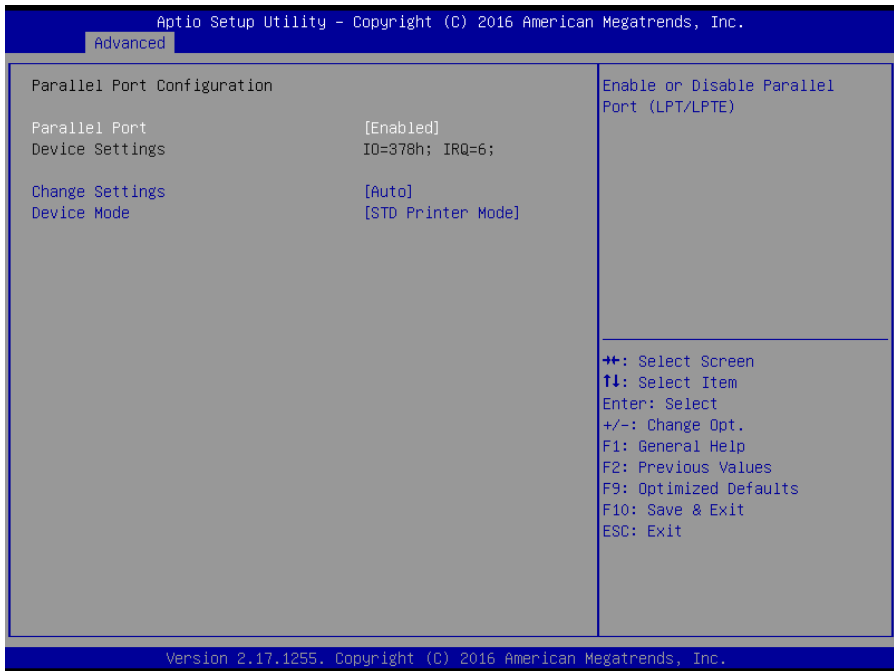 Aptio Setup Utility – Copyright (C) 2016 American Megatrends, Inc.
Advanced
Parallel Port Configuration
Parallel Port [Enabled]
Device Settings IO=378h; IRQ=6;
Change Settings [Auto]
Device Mode [STD Printer Mode]
Enable or Disable Parallel
Port (LPT/LPTE)
→←: Select Screen
↑↓: Select Item
Enter: Select
+/-: Change Opt.
F1: General Help
F2: Previous Values
F9: Optimized Defaults
F10: Save & Exit
ESC: Exit
Version 2.17.1255. Copyright (C) 2016 American Megatrends, Inc.